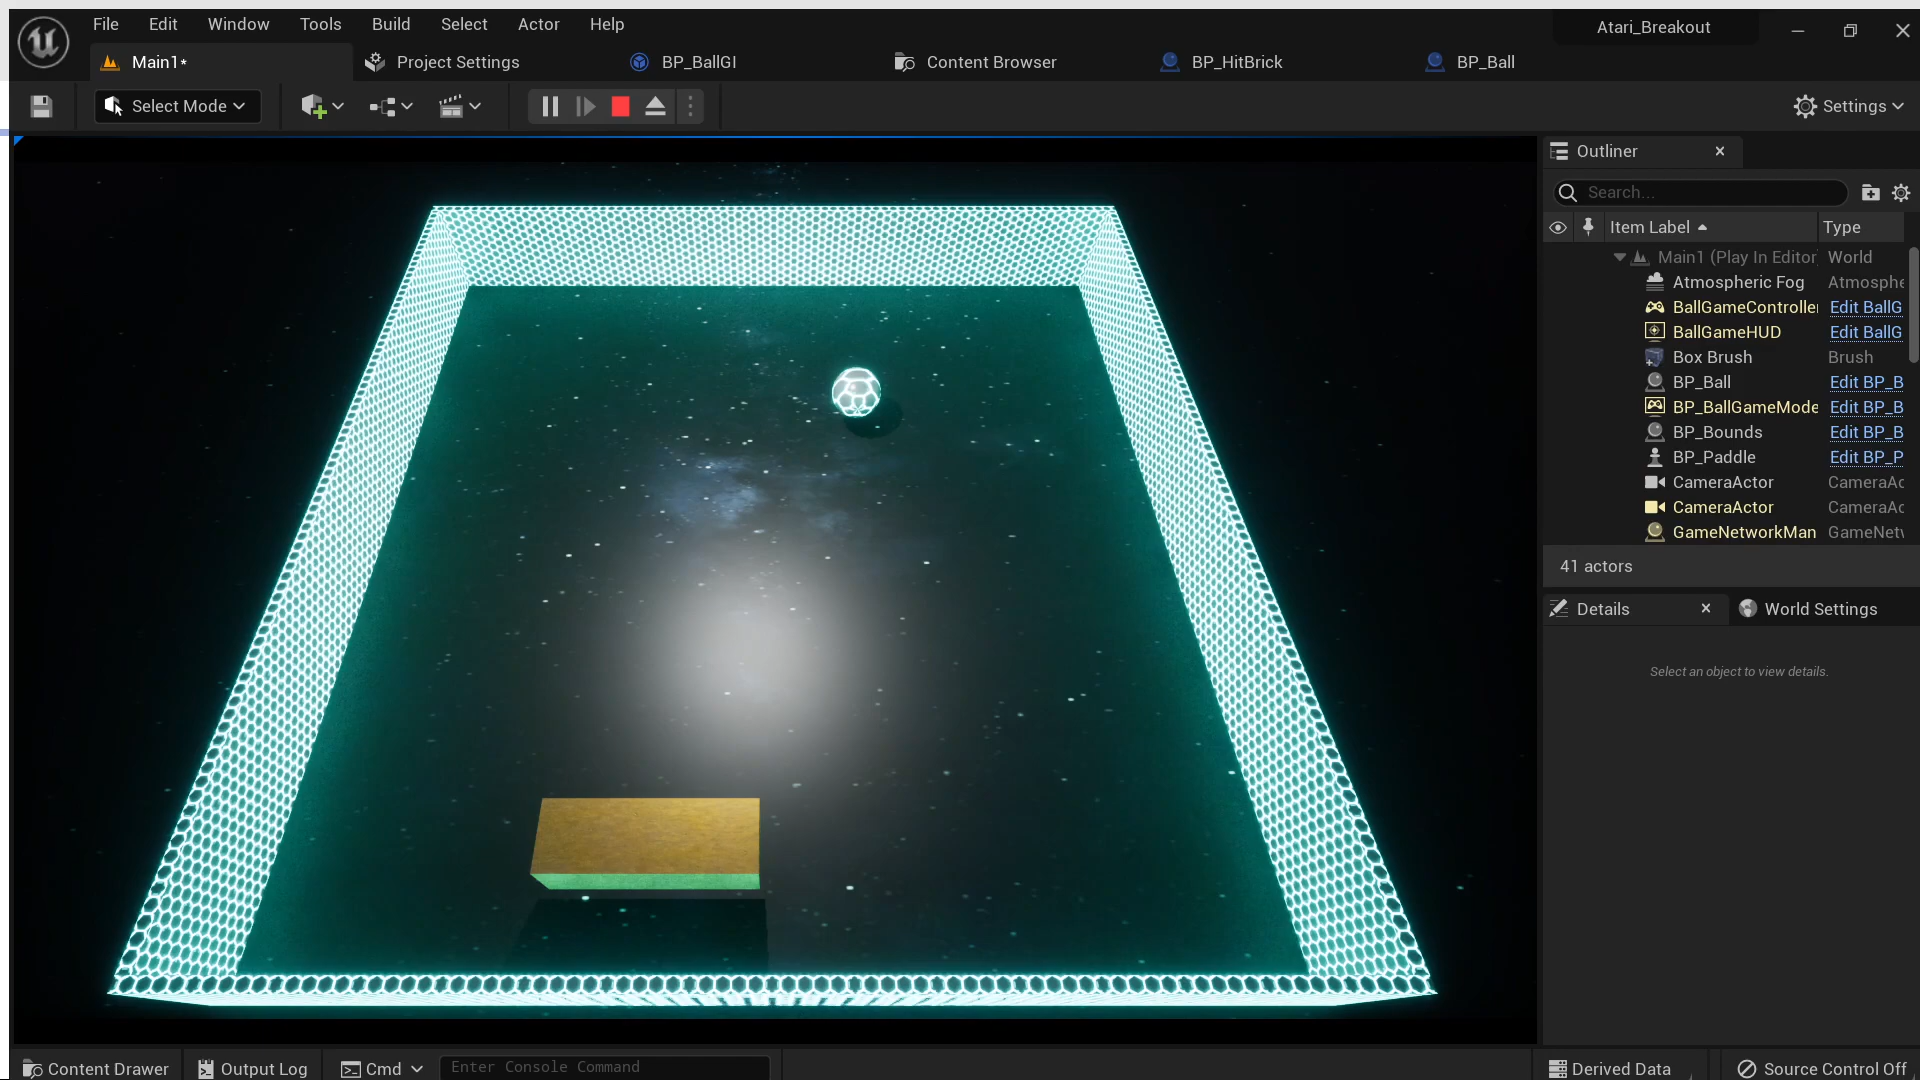 File Edit Window Tools Build Select Actor Help
Atari_Breakout
Main1* Project Settings BP_BallGI Content Browser BP_HitBrick BP_Ball
Select Mode
Settings
Outliner
Search...
Item Label Type
Main1 (Play In Editor World
Atmospheric Fog Atmosphe
BallGameController Edit BallG
BallGameHUD Edit BallG
Box Brush Brush
BP_Ball Edit BP_B
BP_BallGameMode Edit BP_B
BP_Bounds Edit BP_B
BP_Paddle Edit BP_P
CameraActor CameraAc
CameraActor CameraAc
GameNetworkMan GameNetv
41 actors
Details World Settings
Select an object to view details.
Content Drawer Output Log Cmd Enter Console Command
Derived Data Source Control Off